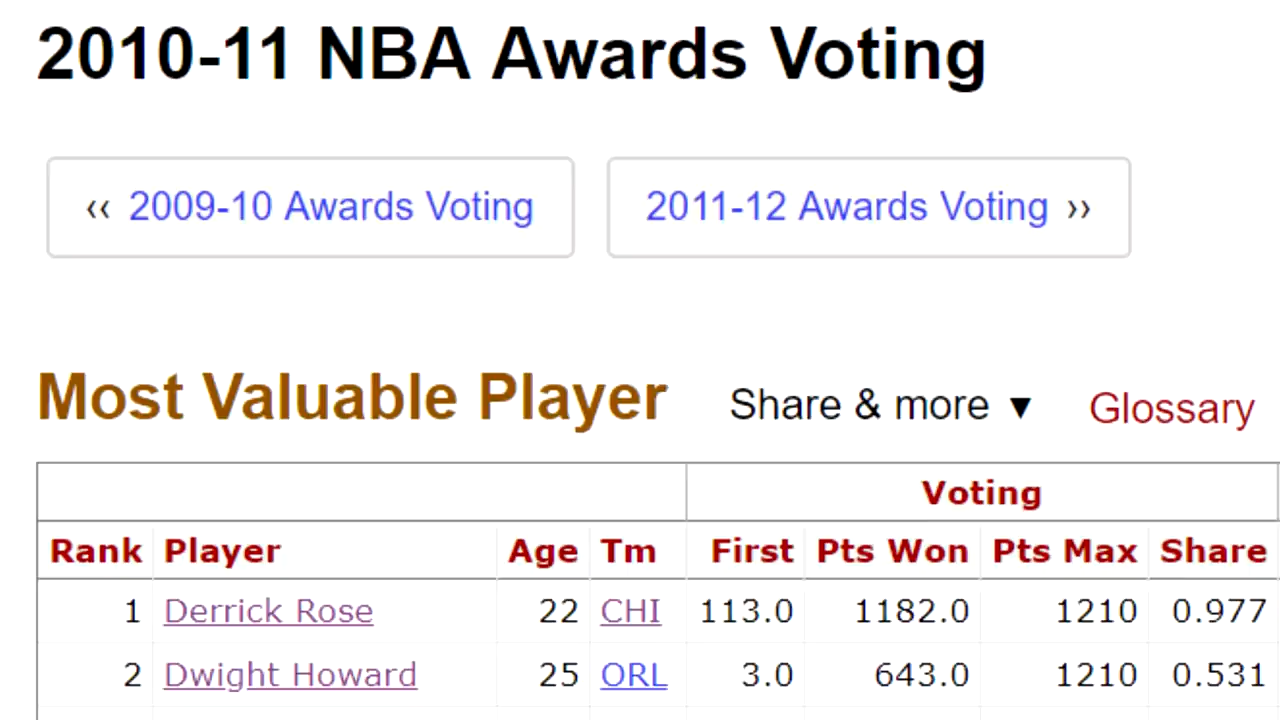 2010-11 NBA Awards Voting
‹‹ 2009-10 Awards Voting 2011-12 Awards Voting ››
Most Valuable Player Share & more ▼ Glossary
Voting
Rank Player Age Tm First Pts Won Pts Max Share
1 Derrick Rose 22 CHI 113.0 1182.0 1210 0.977
2 Dwight Howard 25 ORL 3.0 643.0 1210 0.531